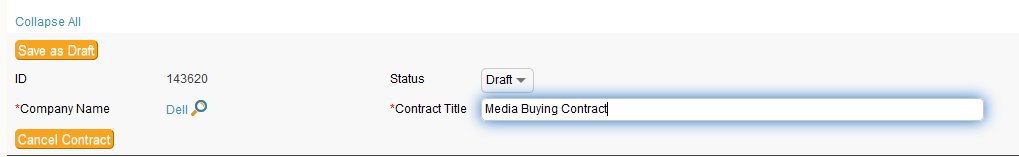 Collapse All
Save as Draft
ID 143620 Status Draft
*Company Name Dell *Contract Title Media Buying Contract
Cancel Contract